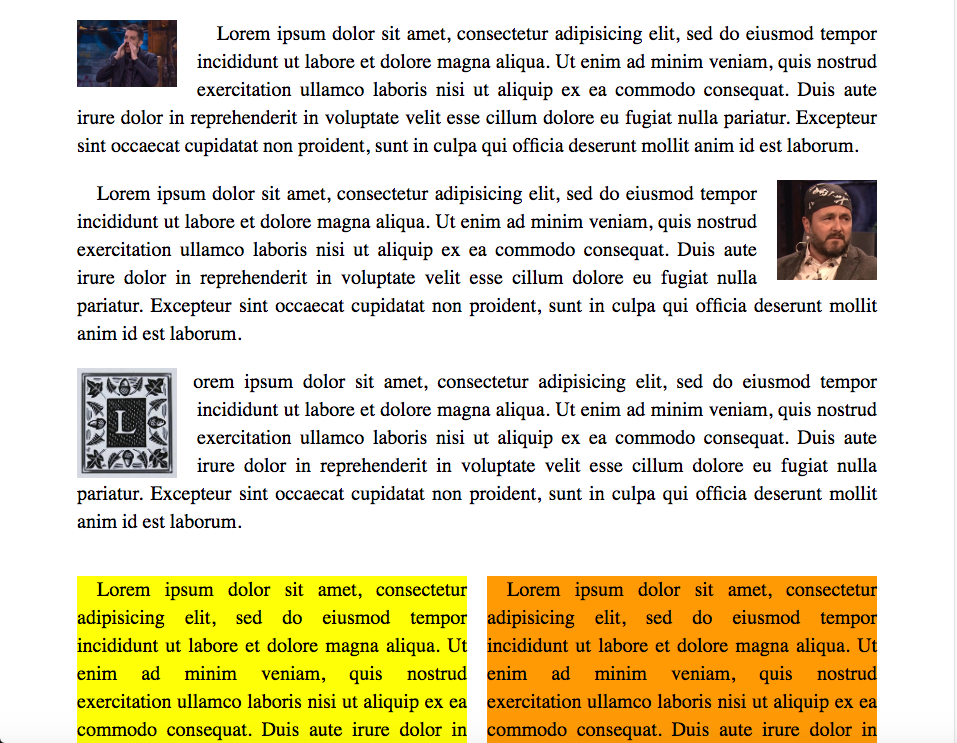 Lorem ipsum dolor sit amet, consectetur adipisicing elit, sed do eiusmod tempor
incididunt ut labore et dolore magna aliqua. Ut enim ad minim veniam, quis nostrud
exercitation ullamco laboris nisi ut aliquip ex ea commodo consequat. Duis aute
irure dolor in reprehenderit in voluptate velit esse cillum dolore eu fugiat nulla pariatur. Excepteur
sint occaecat cupidatat non proident, sunt in culpa qui officia deserunt mollit anim id est laborum.
Lorem ipsum dolor sit amet, consectetur adipisicing elit, sed do eiusmod tempor
incididunt ut labore et dolore magna aliqua. Ut enim ad minim veniam, quis nostrud
exercitation ullamco laboris nisi ut aliquip ex ea commodo consequat. Duis aute
irure dolor in reprehenderit in voluptate velit esse cillum dolore eu fugiat nulla
pariatur. Excepteur sint occaecat cupidatat non proident, sunt in culpa qui officia deserunt mollit
anim id est laborum.
L
orem ipsum dolor sit amet, consectetur adipisicing elit, sed do eiusmod tempor
incididunt ut labore et dolore magna aliqua. Ut enim ad minim veniam, quis nostrud
exercitation ullamco laboris nisi ut aliquip ex ea commodo consequat. Duis aute
irure dolor in reprehenderit in voluptate velit esse cillum dolore eu fugiat nulla
pariatur. Excepteur sint occaecat cupidatat non proident, sunt in culpa qui officia deserunt mollit
anim id est laborum.
Lorem ipsum dolor sit amet, consectetur
adipisicing elit, sed do eiusmod tempor
incididunt ut labore et dolore magna aliqua. Ut
enim ad minim veniam, quis nostrud
exercitation ullamco laboris nisi ut aliquip ex ea
commodo consequat. Duis aute irure dolor in
Lorem ipsum dolor sit amet, consectetur
adipisicing elit, sed do eiusmod tempor
incididunt ut labore et dolore magna aliqua. Ut
enim ad minim veniam, quis nostrud
exercitation ullamco laboris nisi ut aliquip ex ea
commodo consequat. Duis aute irure dolor in